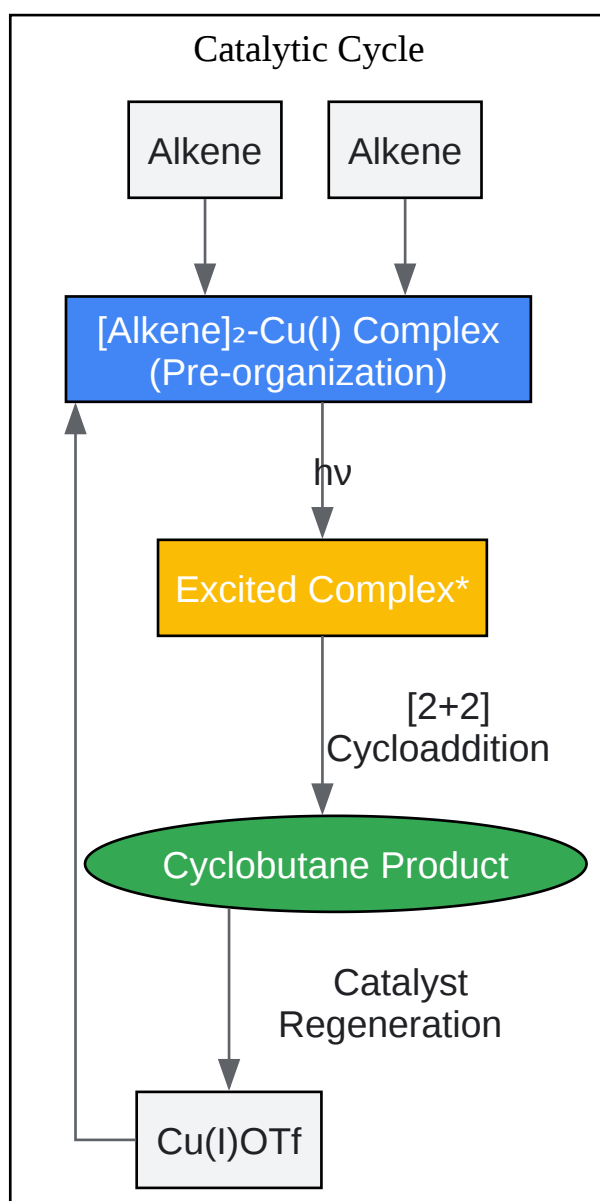 Catalytic Cycle
Alkene
Alkene
[Alkene]₂-Cu(I) Complex
(Pre-organization)
hν
Excited Complex*
[2+2]
Cycloaddition
Cyclobutane Product
Catalyst
Regeneration
Cu(I)OTf